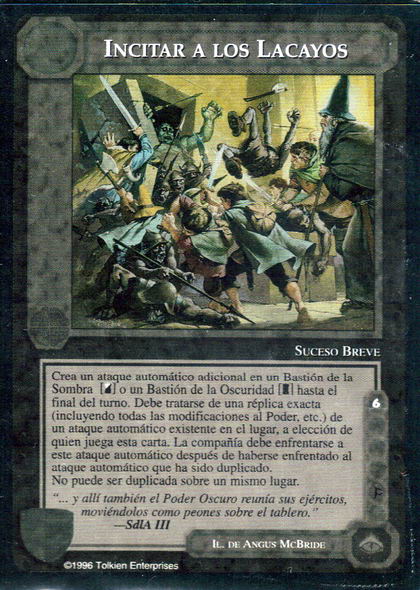 INCITAR A LOS LACAYOS
SUCESO BREVE
Crea un ataque automático adicional en un Bastión de la
Sombra [] o un Bastión de la Oscuridad [] hasta el
final del turno. Debe tratarse de una réplica exacta
(incluyendo todas las modificaciones al Poder, etc.) de
un ataque automático existente en el lugar, a elección de
quien juega esta carta. La compañía debe enfrentarse a
este ataque automático después de haberse enfrentado al
ataque automático que ha sido duplicado.
No puede ser duplicada sobre un mismo lugar.
6
"... y allí también el Poder Oscuro reunía sus ejércitos,
moviéndolos como peones sobre el tablero."
—SdlA III
F
IL. DE ANGUS MCBRIDE
©1996 Tolkien Enterprises